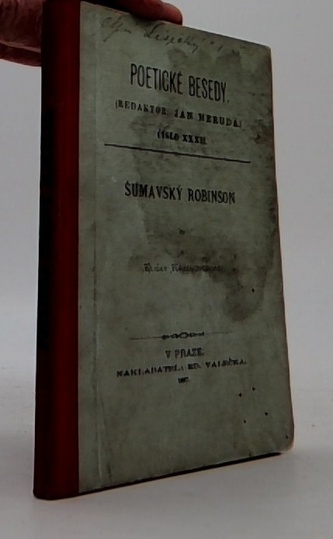 POETICKÉ BESEDY.
(REDAKTOR JAN NERUDA.)
ČÍSLO XXXII.
ŠUMAVSKÝ ROBINSON
V PRAZE.
NAKLADATEL: ED. VALEČKA.